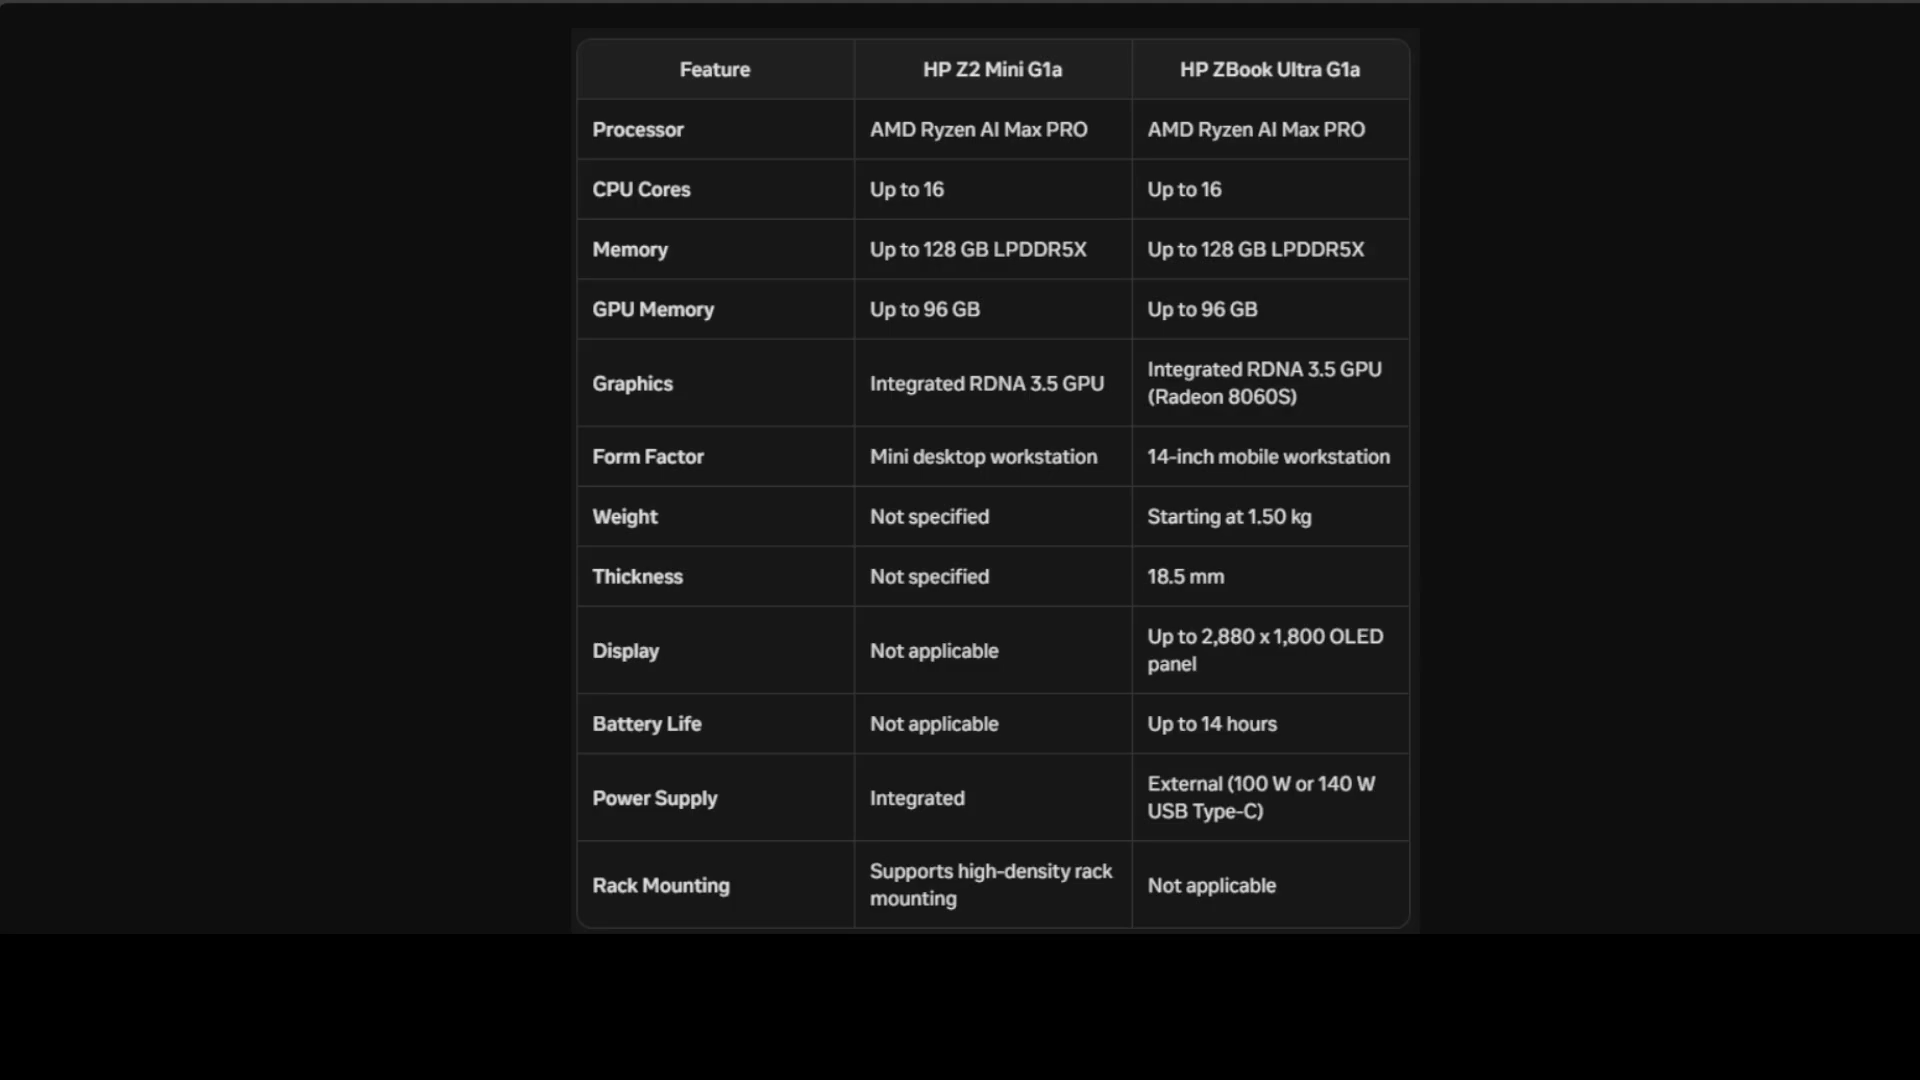 Feature HP Z2 Mini G1a HP ZBook Ultra G1a
Processor AMD Ryzen AI Max PRO AMD Ryzen AI Max PRO
CPU Cores Up to 16 Up to 16
Memory Up to 128 GB LPDDR5X Up to 128 GB LPDDR5X
GPU Memory Up to 96 GB Up to 96 GB
Graphics Integrated RDNA 3.5 GPU Integrated RDNA 3.5 GPU
(Radeon 8060S)
Form Factor Mini desktop workstation 14-inch mobile workstation
Weight Not specified Starting at 1.50 kg
Thickness Not specified 18.5 mm
Display Not applicable Up to 2,880 x 1,800 OLED
panel
Battery Life Not applicable Up to 14 hours
Power Supply Integrated External (100 W or 140 W
USB Type-C)
Rack Mounting Supports high-density rack
mounting Not applicable